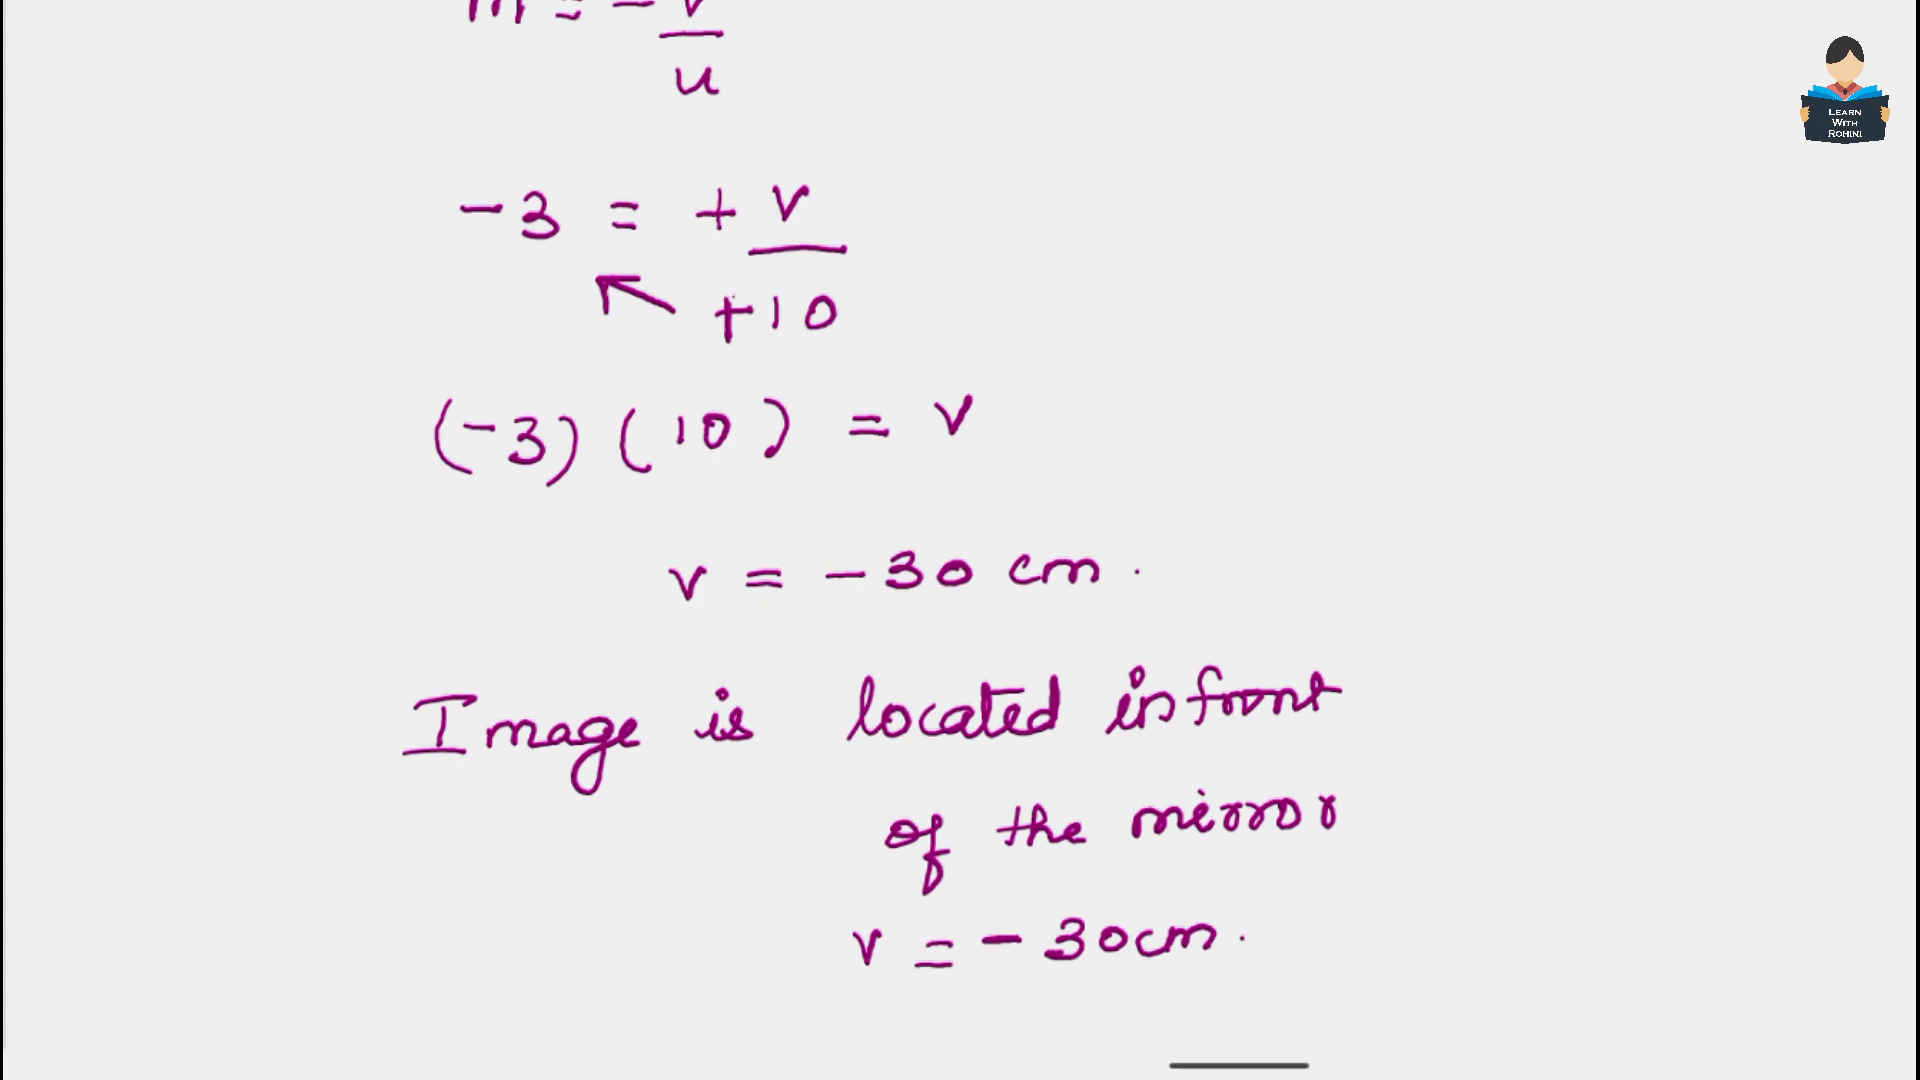 m = - v
u
-3 = + v
+10
(-3) (10) = v
v = -30 cm.
Image is located infront
of the mirror
v = -30cm.
LEARN
WITH
ROHINI